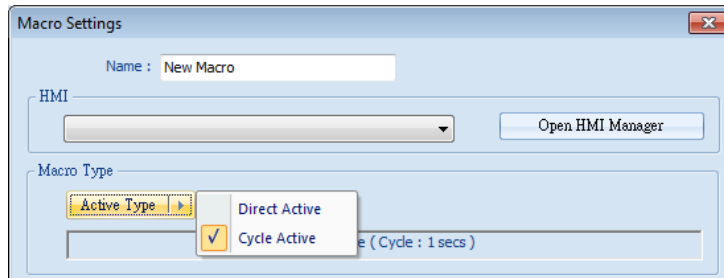 Macro Settings
Name : New Macro
HMI
Open HMI Manager
Macro Type
Active Type
Direct Active
Cycle Active
( Cycle : 1 secs )